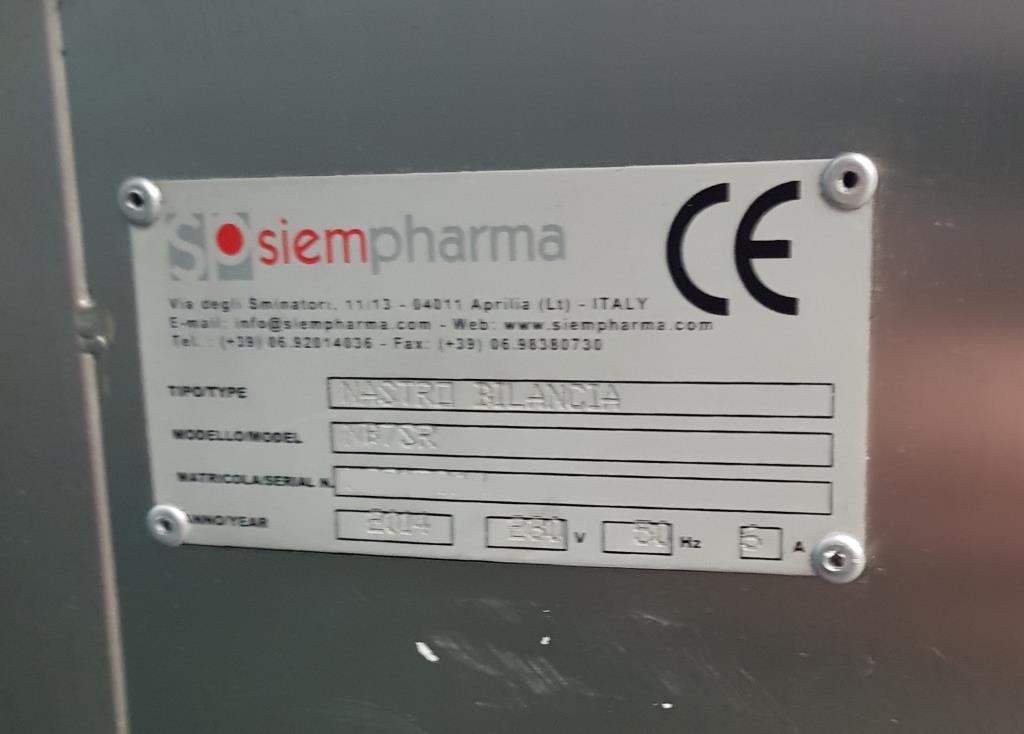 SP siempharma CE
Via degli Sminatori, 11/13 - 04011 Aprilia (Lt) - ITALY
E-mail: info@siempharma.com - Web: www.siempharma.com
Tel. : (+39) 06.92014036 - Fax: (+39) 06.98380730
TIPO/TYPE NASTRO BILANCIA
MODELLO/MODEL
MATRICOLA/SERIAL N.
ANNO/YEAR 2014 V 50 Hz 6 A